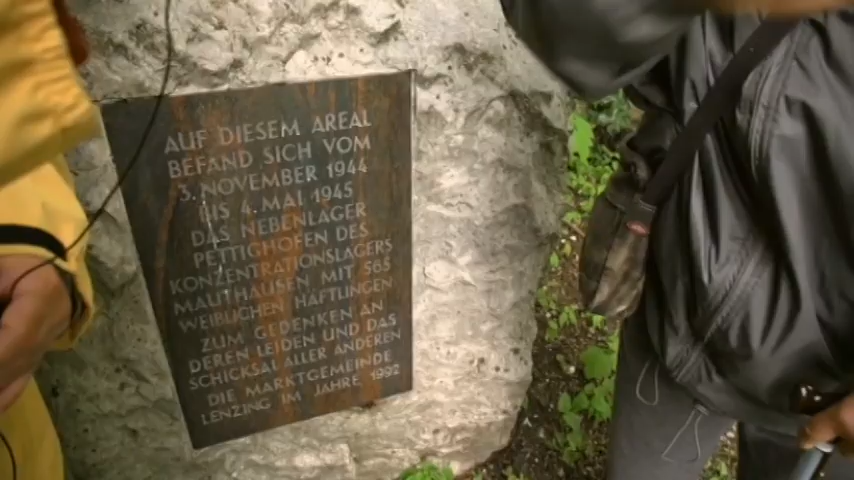 AUF DIESEM AREAL
BEFAND SICH VOM
3. NOVEMBER 1944
BIS 4. MAI 1945
DAS NEBENLAGER
PETTIGHOFEN DES
KONZENTRATIONSLAGERS
MAUTHAUSEN MIT 565
WEIBLICHEN HÄFTLINGEN
ZUM GEDENKEN AN
DEREN LEIDEN UND DAS
SCHICKSAL ALLER ANDEREN
DIE MARKTGEMEINDE
LENZING IM JAHRE 1992